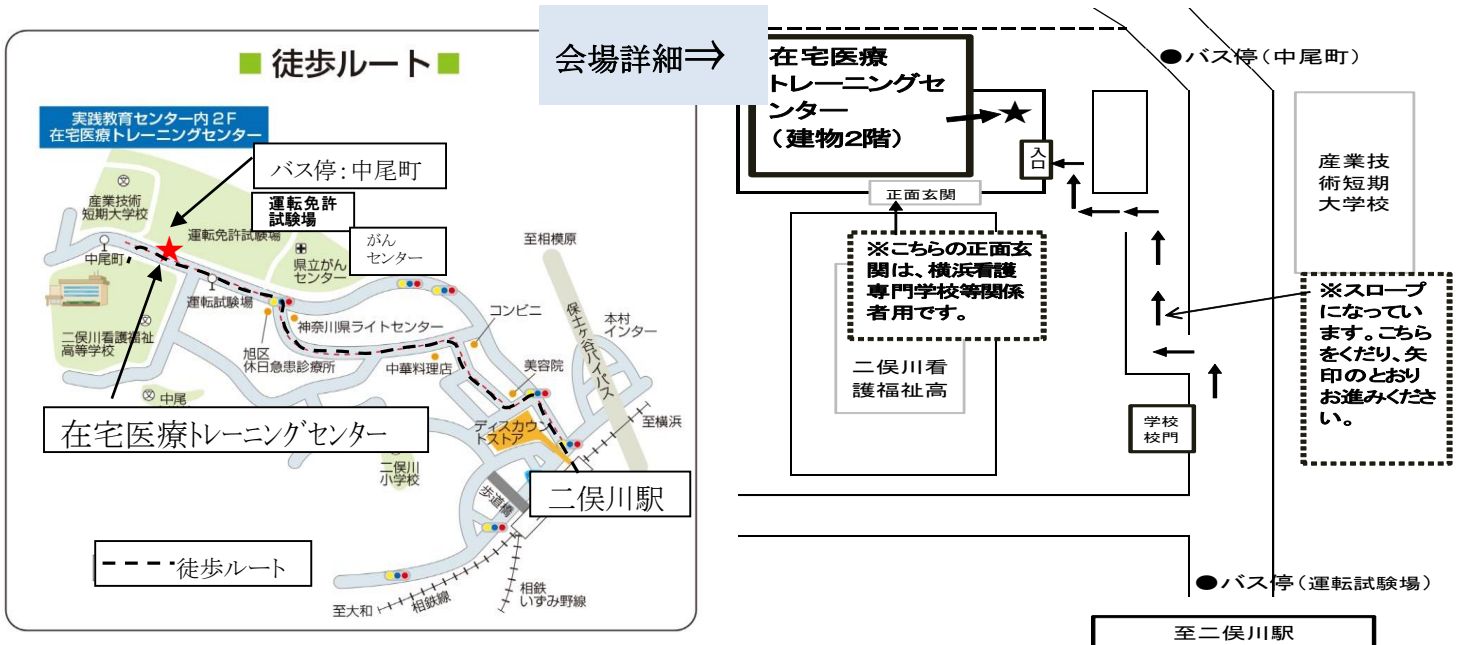 ■ 徒歩ルート ■
会場詳細⇒
実践教育センター内2F
在宅医療トレーニングセンター
バス停：中尾町
運転免許
試験場
がん
センター
産業技術
短期大学校
運転免許試験場
県立がん
センター
中尾町
運転試験場
二俣川看護福祉
高等学校
旭区
休日急患診療所
神奈川県ライトセンター
中華料理店
コンビニ
美容院
至相模原
保土ヶ谷バイパス
本村
インター
至横浜
中尾
在宅医療トレーニングセンター
ディスカウン
トストア
二俣川
小学校
歩道橋
二俣川駅
徒歩ルート
至大和
相鉄線
相鉄
いずみ野線
在宅医療
トレーニングセ
ンター
（建物2階）
入口
正面玄関
※こちらの正面玄
関は、横浜看護
専門学校等関係
者用です。
二俣川看
護福祉高
●バス停（中尾町）
産業技
術短期
大学校
※スロープ
になってい
ます。こちら
をくだり、矢
印のとおり
お進みくださ
い。
学校
校門
●バス停（運転試験場）
至二俣川駅